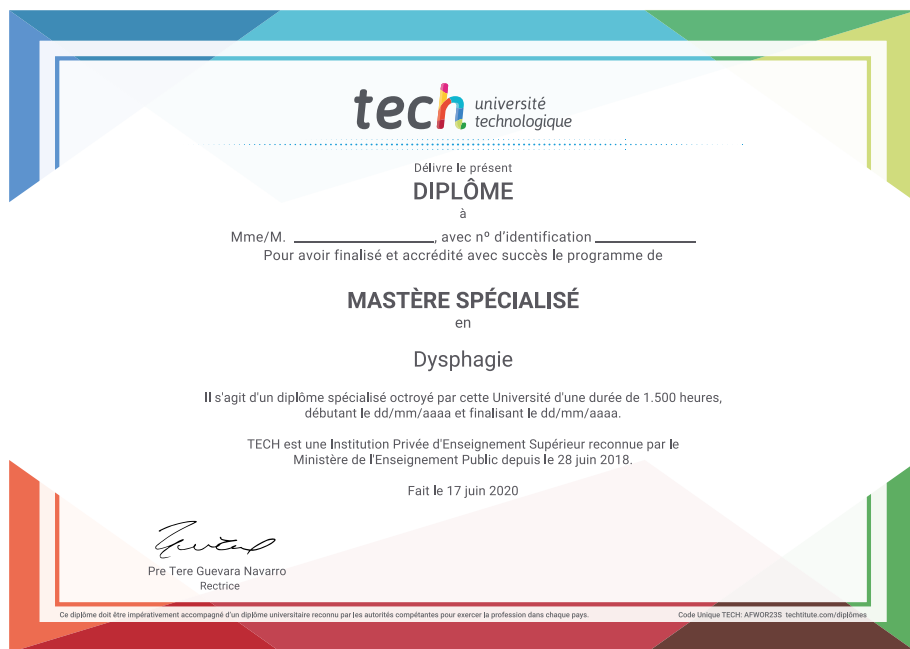 tech université
technologique
Délivre le présent
DIPLÔME
à
Mme/M. ____________, avec nº d'identification ____________
Pour avoir finalisé et accrédité avec succès le programme de
MASTÈRE SPÉCIALISÉ
en
Dysphagie
Il s'agit d'un diplôme spécialisé octroyé par cette Université d'une durée de 1.500 heures,
débutant le dd/mm/aaaa et finalisant le dd/mm/aaaa.
TECH est une Institution Privée d'Enseignement Supérieur reconnue par le
Ministère de l'Enseignement Public depuis le 28 juin 2018.
Fait le 17 juin 2020
Pre Tere Guevara Navarro
Rectrice
Ce diplôme doit être impérativement accompagné d'un diplôme universitaire reconnu par les autorités compétentes pour exercer la profession dans chaque pays.
Code Unique TECH: AFWOR23S techtitute.com/diplômes